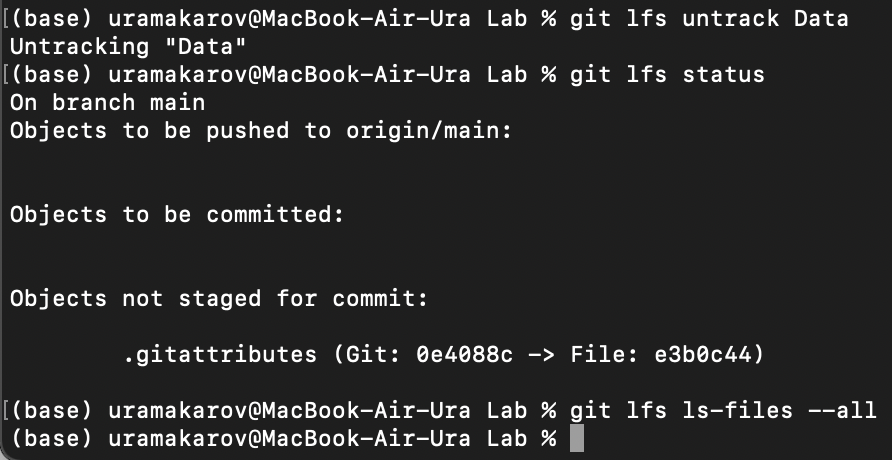 [(base) uramakarov@MacBook-Air-Ura Lab % git lfs untrack Data
Untracking "Data"
[(base) uramakarov@MacBook-Air-Ura Lab % git lfs status
On branch main
Objects to be pushed to origin/main:
Objects to be committed:
Objects not staged for commit:
.gitattributes (Git: 0e4088c -> File: e3b0c44)
[(base) uramakarov@MacBook-Air-Ura Lab % git lfs ls-files --all
(base) uramakarov@MacBook-Air-Ura Lab %